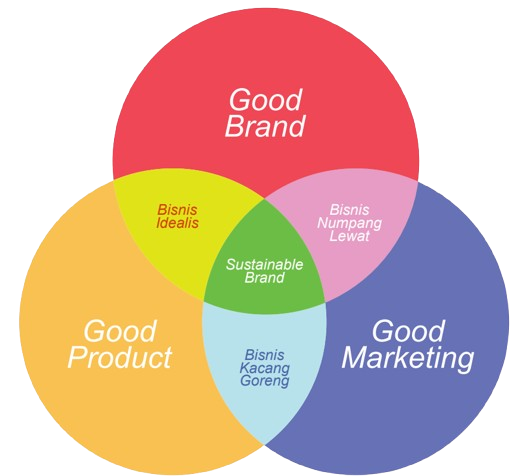 Good
Brand
Bisnis
Idealis
Bisnis
Numpang
Lewat
Sustainable
Brand
Good
Product
Good
Marketing
Bisnis
Kacang
Goreng